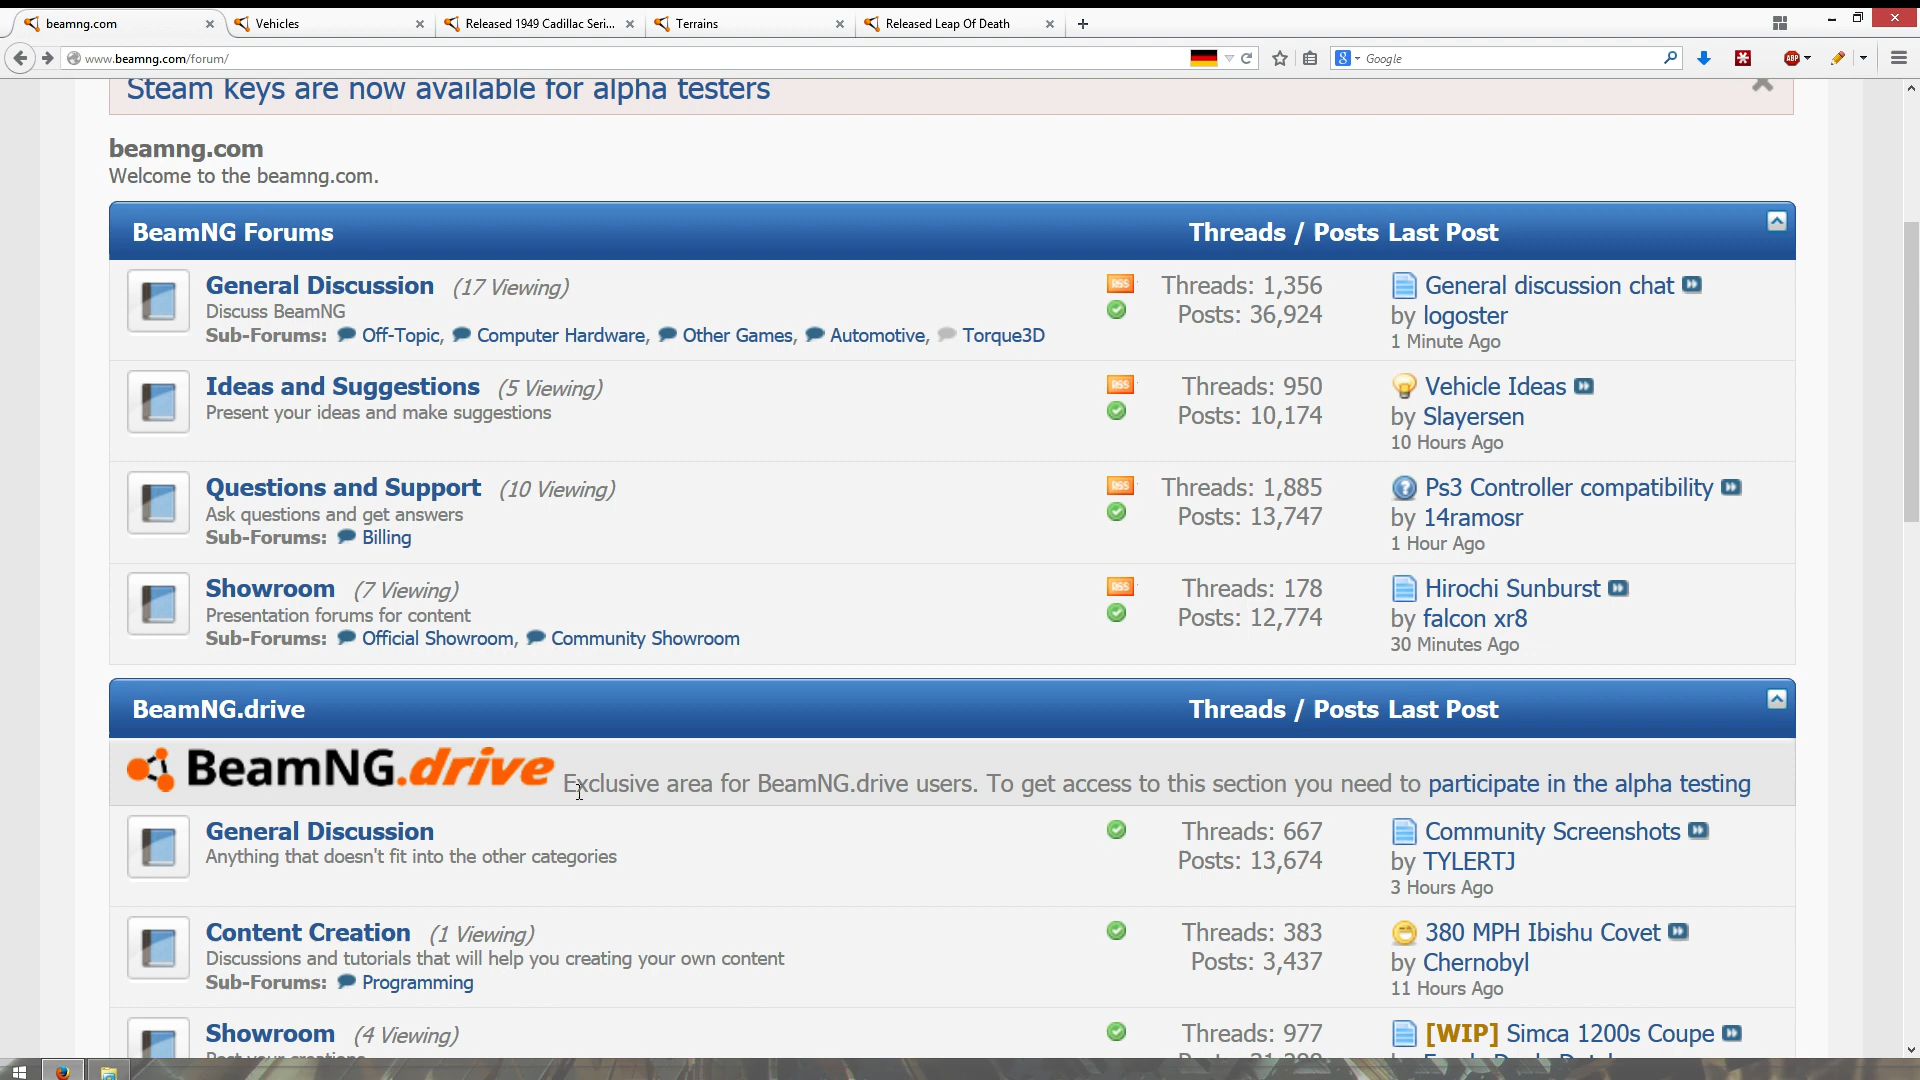 beamng.com
Vehicles
Released 1949 Cadillac Seri...
Terrains
Released Leap Of Death
www.beamng.com/forum/
Google
ABP
Steam keys are now available for alpha testers
beamng.com
Welcome to the beamng.com.
BeamNG Forums Threads / Posts Last Post
General Discussion (17 Viewing)
Discuss BeamNG
Sub-Forums: Off-Topic, Computer Hardware, Other Games, Automotive, Torque3D
RSS
Threads: 1,356
Posts: 36,924
General discussion chat
by logoster
1 Minute Ago
Ideas and Suggestions (5 Viewing)
Present your ideas and make suggestions
RSS
Threads: 950
Posts: 10,174
Vehicle Ideas
by Slayersen
10 Hours Ago
Questions and Support (10 Viewing)
Ask questions and get answers
Sub-Forums: Billing
RSS
Threads: 1,885
Posts: 13,747
Ps3 Controller compatibility
by 14ramosr
1 Hour Ago
Showroom (7 Viewing)
Presentation forums for content
Sub-Forums: Official Showroom, Community Showroom
RSS
Threads: 178
Posts: 12,774
Hirochi Sunburst
by falcon xr8
30 Minutes Ago
BeamNG.drive Threads / Posts Last Post
BeamNG.drive Exclusive area for BeamNG.drive users. To get access to this section you need to participate in the alpha testing
General Discussion
Anything that doesn't fit into the other categories
Threads: 667
Posts: 13,674
Community Screenshots
by TYLERTJ
3 Hours Ago
Content Creation (1 Viewing)
Discussions and tutorials that will help you creating your own content
Sub-Forums: Programming
Threads: 383
Posts: 3,437
380 MPH Ibishu Covet
by Chernobyl
11 Hours Ago
Showroom (4 Viewing)
Post your creations
Threads: 977
[WIP] Simca 1200s Coupe